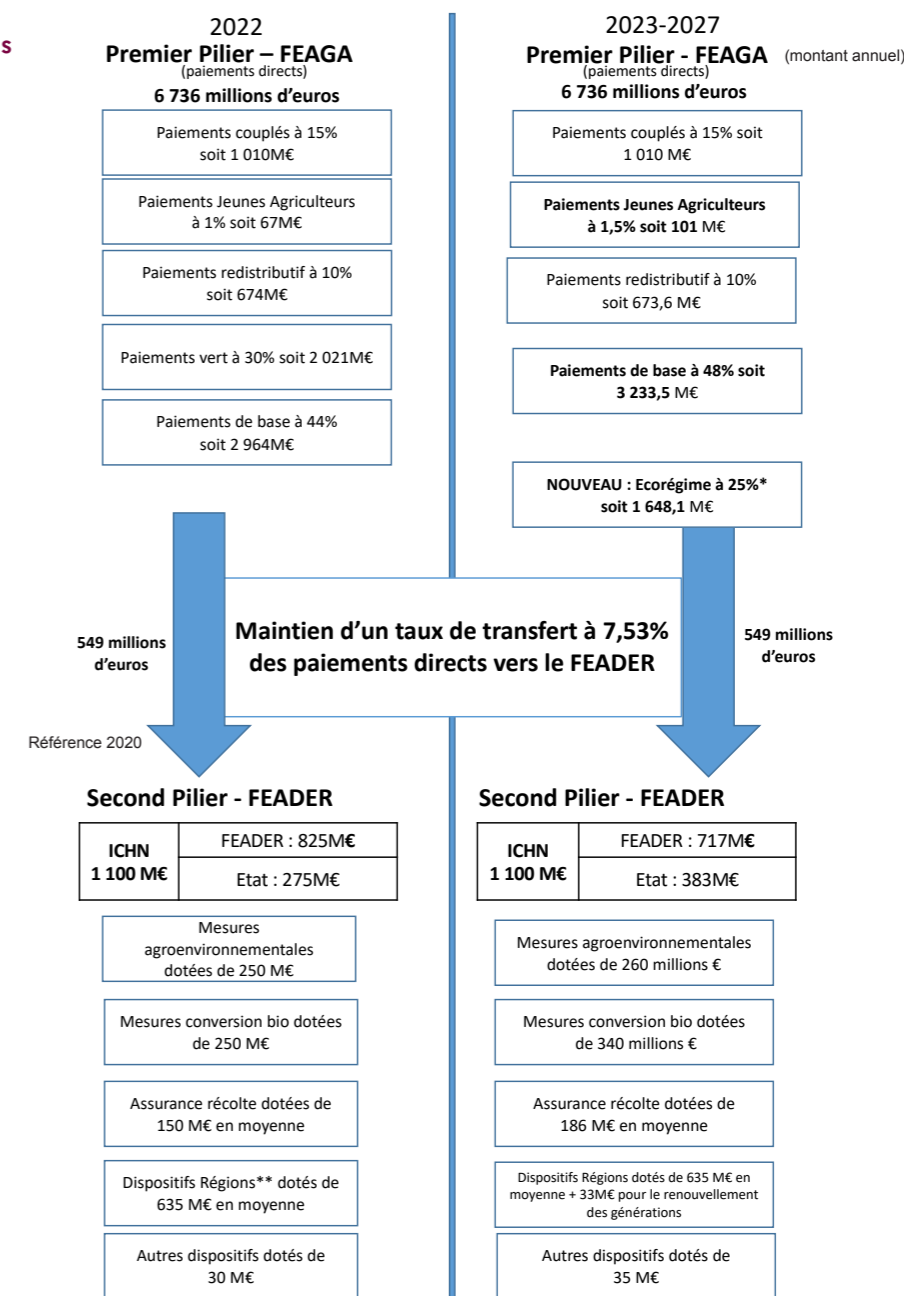 s
2022
Premier Pilier – FEAGA
(paiements directs)
6 736 millions d'euros
Paiements couplés à 15%
soit 1 010M€
Paiements Jeunes Agriculteurs
à 1% soit 67M€
Paiements redistributif à 10%
soit 674M€
Paiements vert à 30% soit 2 021M€
Paiements de base à 44%
soit 2 964M€
2023-2027
Premier Pilier - FEAGA (montant annuel)
(paiements directs)
6 736 millions d'euros
Paiements couplés à 15% soit
1 010 M€
Paiements Jeunes Agriculteurs
à 1,5% soit 101 M€
Paiements redistributif à 10%
soit 673,6 M€
Paiements de base à 48% soit
3 233,5 M€
NOUVEAU : Ecorégime à 25%*
soit 1 648,1 M€
549 millions
d'euros
Maintien d'un taux de transfert à 7,53%
des paiements directs vers le FEADER
549 millions
d'euros
Référence 2020
Second Pilier - FEADER
ICHN
1 100 M€
FEADER : 825M€
Etat : 275M€
Mesures
agroenvironnementales
dotées de 250 M€
Mesures conversion bio dotées
de 250 M€
Assurance récolte dotées de
150 M€ en moyenne
Dispositifs Régions** dotés de
635 M€ en moyenne
Autres dispositifs dotés de
30 M€
Second Pilier - FEADER
ICHN
1 100 M€
FEADER : 717M€
Etat : 383M€
Mesures agroenvironnementales
dotées de 260 millions €
Mesures conversion bio dotées
de 340 millions €
Assurance récolte dotées de
186 M€ en moyenne
Dispositifs Régions dotés de 635 M€ en
moyenne + 33M€ pour le renouvellement
des générations
Autres dispositifs dotés de
35 M€